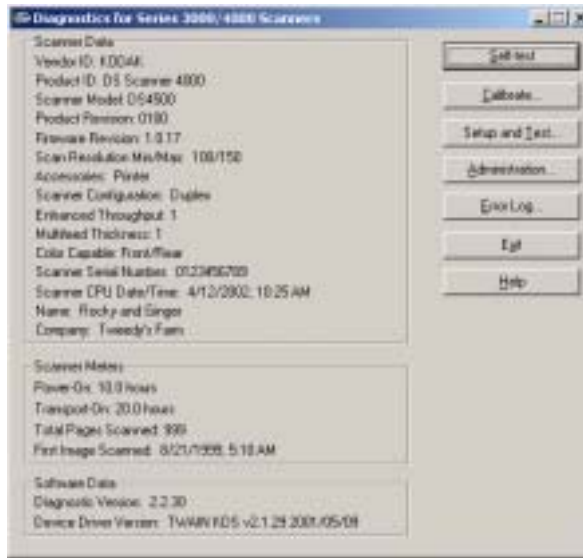 Diagnostics for Series 3000/4000 Scanners
Scanner Data
Vendor ID: KODAK
Product ID: DS Scanner 4000
Scanner Model: DS4500
Product Revision: 0100
Firmware Revision: 1.0.17
Scan Resolution Min/Max: 100/150
Accessories: Printer
Scanner Configuration: Duplex
Enhanced Throughput: 1
Multifeed Thickness: 1
Color Capable: Front/Rear
Scanner Serial Number: 0123456789
Scanner CPU Date/Time: 4/12/2002, 10:25 AM
Name: Rocky and Ginger
Company: Tweedy's Farm
Scanner Meters
Power-On: 10.0 hours
Transport-On: 20.0 hours
Total Pages Scanned: 999
First Image Scanned: 8/21/1999, 5:10 AM
Software Data
Diagnostic Version: 2.2.30
Device Driver Version: TWAIN KDS v2.1.29 2001/05/09
Self-test
Calibrate...
Setup and Test...
Administration...
Error Log...
Exit
Help